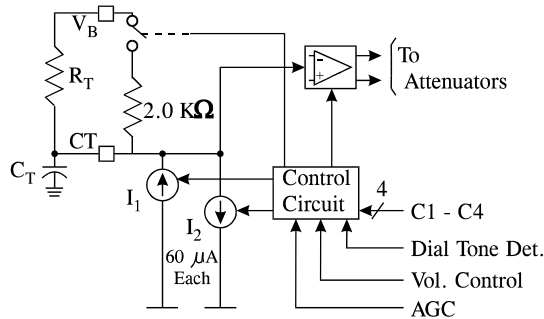 V_B
R_T
2.0 KΩ
CT
C_T
I_1
I_2
60 μA
Each
-
+
To
Attenuators
Control
Circuit
4
C1 - C4
Dial Tone Det.
Vol. Control
AGC